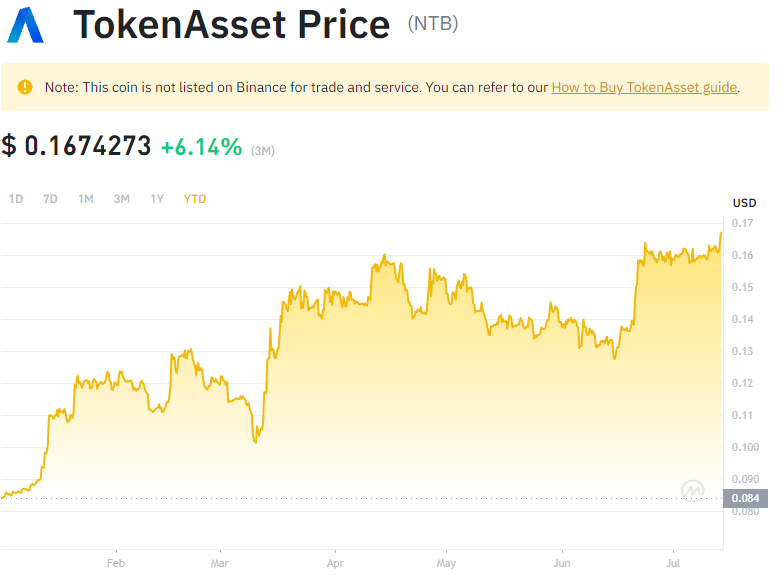 TokenAsset Price (NTB)
Note: This coin is not listed on Binance for trade and service. You can refer to our How to Buy TokenAsset guide.
$ 0.1674273 +6.14% (3M)
1D 7D 1M 3M 1Y YTD
USD
0.17
0.16
0.15
0.14
0.13
0.12
0.11
0.100
0.090
0.084
0.080
Feb Mar Apr May Jun Jul